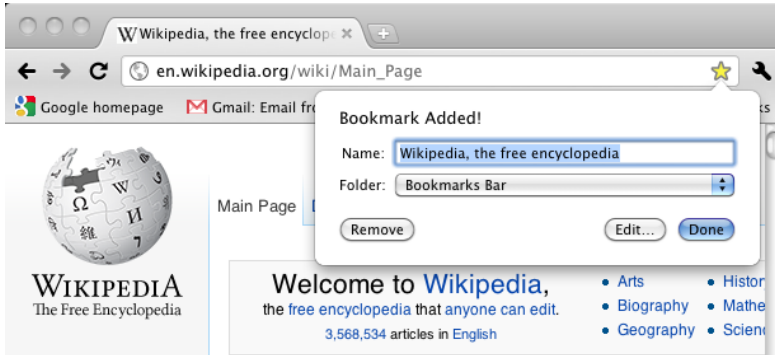 Wikipedia, the free encyclop
en.wikipedia.org/wiki/Main_Page
Google homepage Gmail: Email fr
Bookmark Added!
Name: Wikipedia, the free encyclopedia
Folder: Bookmarks Bar
Remove Edit... Done
Main Page
WIKIPEDIA
The Free Encyclopedia
Welcome to Wikipedia,
the free encyclopedia that anyone can edit.
3,568,534 articles in English
Arts
Biography
Geography
Histor
Mathe
Scienc